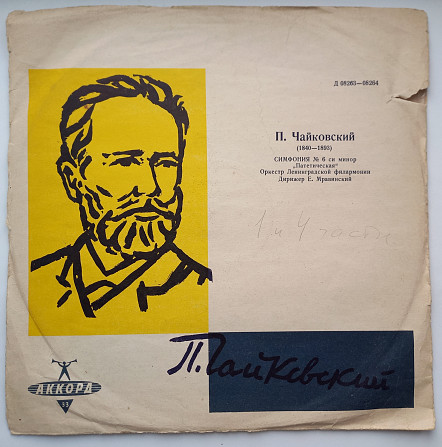 Д 08263—08264
П. Чайковский
(1840—1893)
СИМФОНИЯ № 6 си минор
„Патетическая“
Оркестр Ленинградской филармонии
Дирижер Е. Мравинский
1 и 4 части
П. Чайковский
АККОРД
53